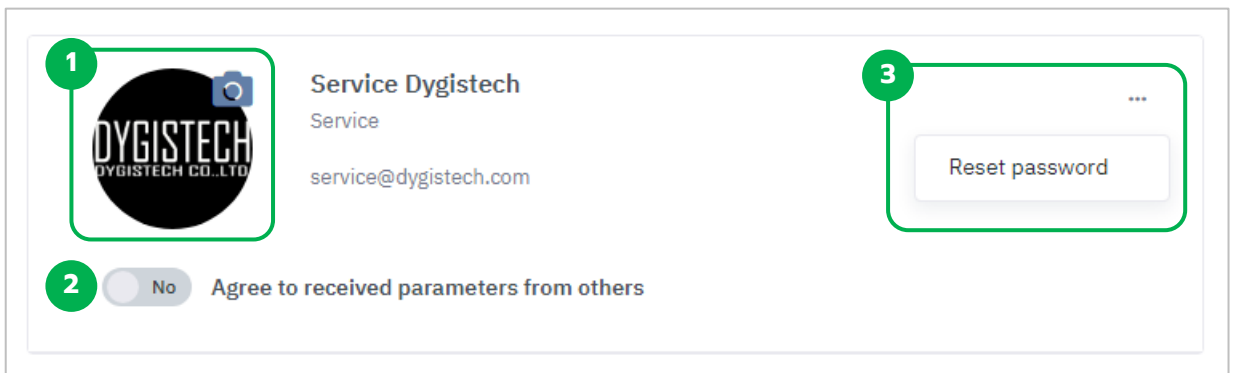 1
DYGISTECH
DYGISTECH CO..LTD
Service Dygistech
Service
service@dygistech.com
3
...
Reset password
2
No
Agree to received parameters from others